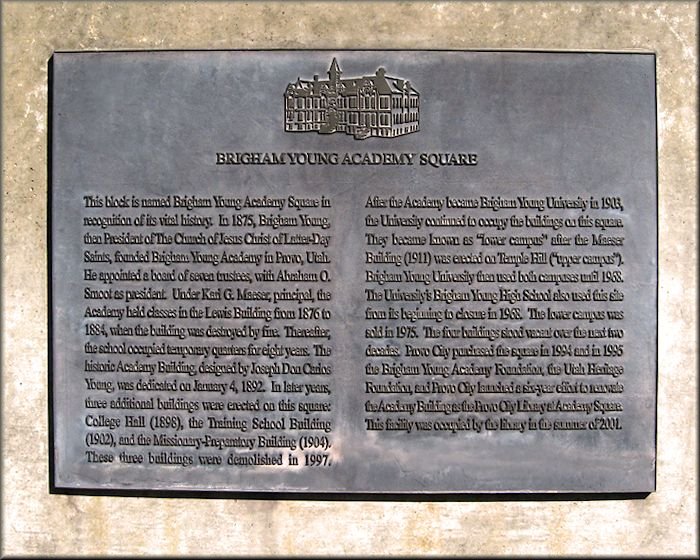 BRIGHAM YOUNG ACADEMY SQUARE
This block is named Brigham Young Academy Square in
recognition of its vital history. In 1875, Brigham Young,
then President of The Church of Jesus Christ of Latter-Day
Saints, founded Brigham Young Academy in Provo, Utah.
He appointed a board of seven trustees, with Abraham O.
Smoot as president. Under Karl G. Maeser, principal, the
Academy held classes in the Lewis Building from 1876 to
1884, when the building was destroyed by fire. Thereafter,
the school occupied temporary quarters for eight years. The
historic Academy Building, designed by Joseph Don Carlos
Young, was dedicated on January 4, 1892. In later years,
three additional buildings were erected on this square:
College Hall (1898), the Training School Building
(1902), and the Missionary-Preparatory Building (1904).
These three buildings were demolished in 1997.
After the Academy became Brigham Young University in 1903,
the University continued to occupy the buildings on this square.
They became known as "lower campus" after the Maeser
Building (1911) was erected on Temple Hill ("upper campus").
Brigham Young University then used both campuses until 1968.
The University's Brigham Young High School also used this site
from its beginning to closure in 1968. The lower campus was
sold in 1975. The four buildings stood vacant over the next two
decades. Provo City purchased the square in 1994 and in 1995
the Brigham Young Academy Foundation, the Utah Heritage
Foundation, and Provo City launched a six-year effort to renovate
the Academy Building as the Provo City Library at Academy Square.
This facility was occupied by the library in the summer of 2001.